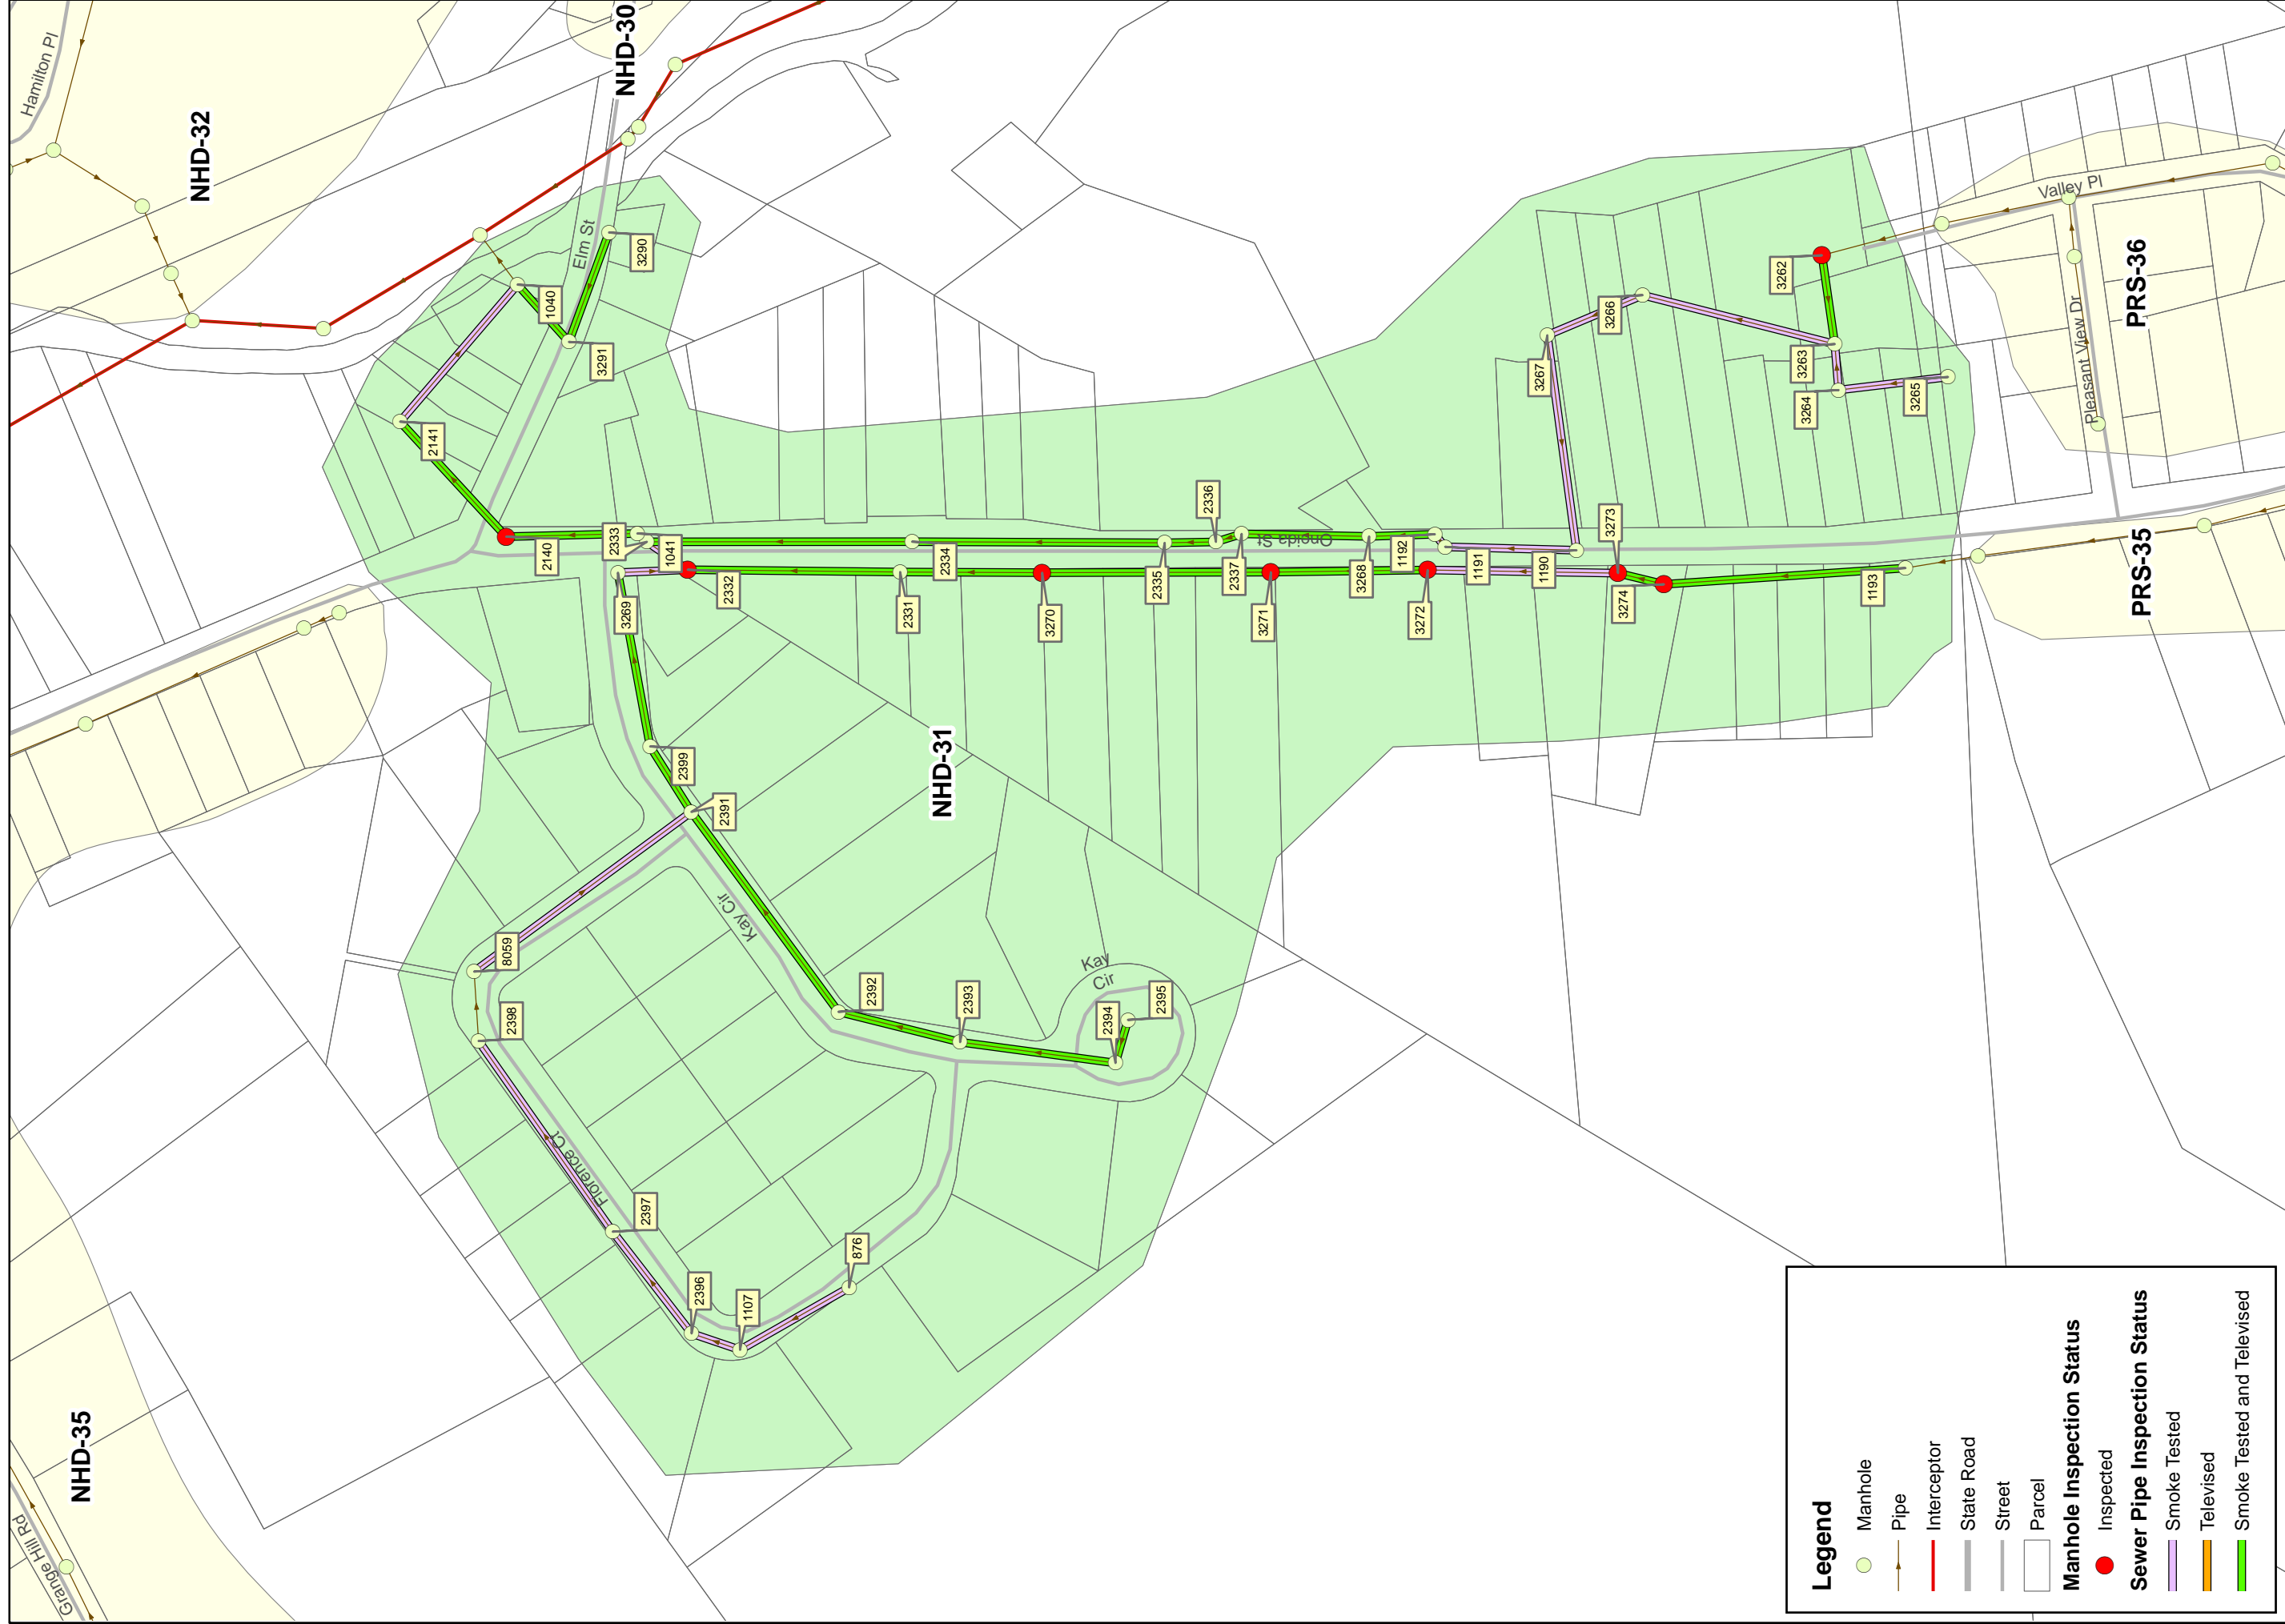 Hamilton Pl
NHD-32
NHD-30
Elm St
3290
1040
3291
2141
2140
2333
1041
2332
2334
2331
3270
2335
2336
2337
Oneida St
3271
3268
1192
3272
1191
1190
3273
3274
1193
3267
3266
3262
3263
3264
3265
Valley Pl
Pleasant View Dr
PRS-36
PRS-35
3269
2399
2391
NHD-31
8059
2398
Kay Cir
2392
2393
Kay
Cir
2394
2395
Florence Ct
2397
2396
1107
876
NHD-35
Grange Hill Rd
Legend
Manhole
Pipe
Interceptor
State Road
Street
Parcel
Manhole Inspection Status
Inspected
Sewer Pipe Inspection Status
Smoke Tested
Televised
Smoke Tested and Televised